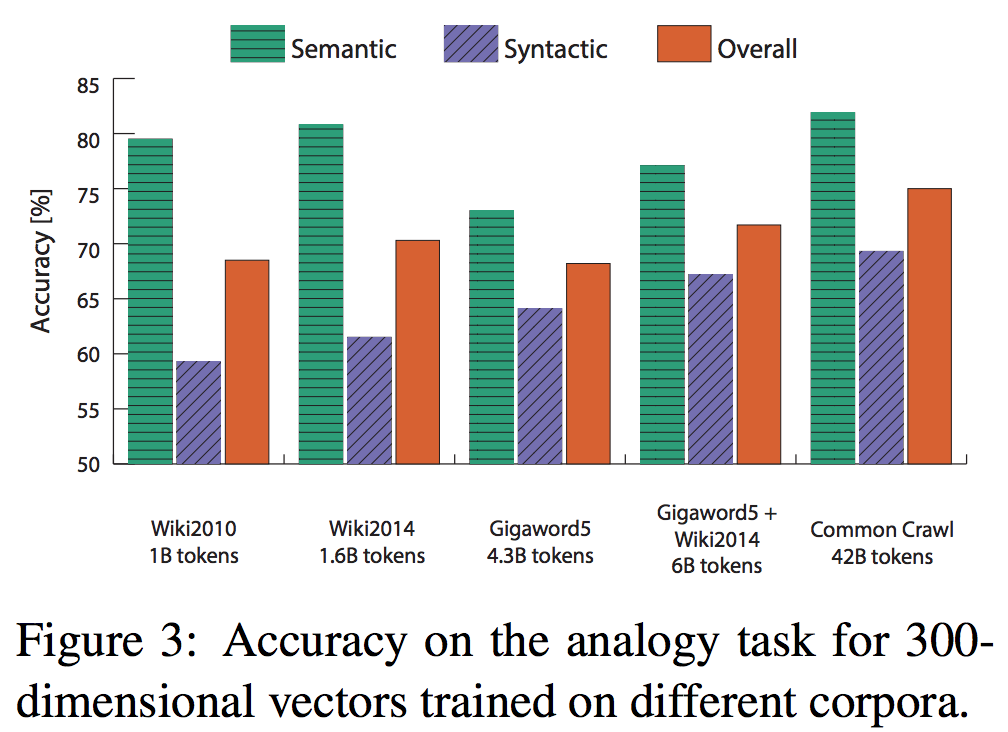 Semantic Syntactic Overall
85
80
75
70
65
60
55
50
Accuracy [%]
Wiki2010
1B tokens
Wiki2014
1.6B tokens
Gigaword5
4.3B tokens
Gigaword5 +
Wiki2014
6B tokens
Common Crawl
42B tokens
Figure 3: Accuracy on the analogy task for 300-
dimensional vectors trained on different corpora.